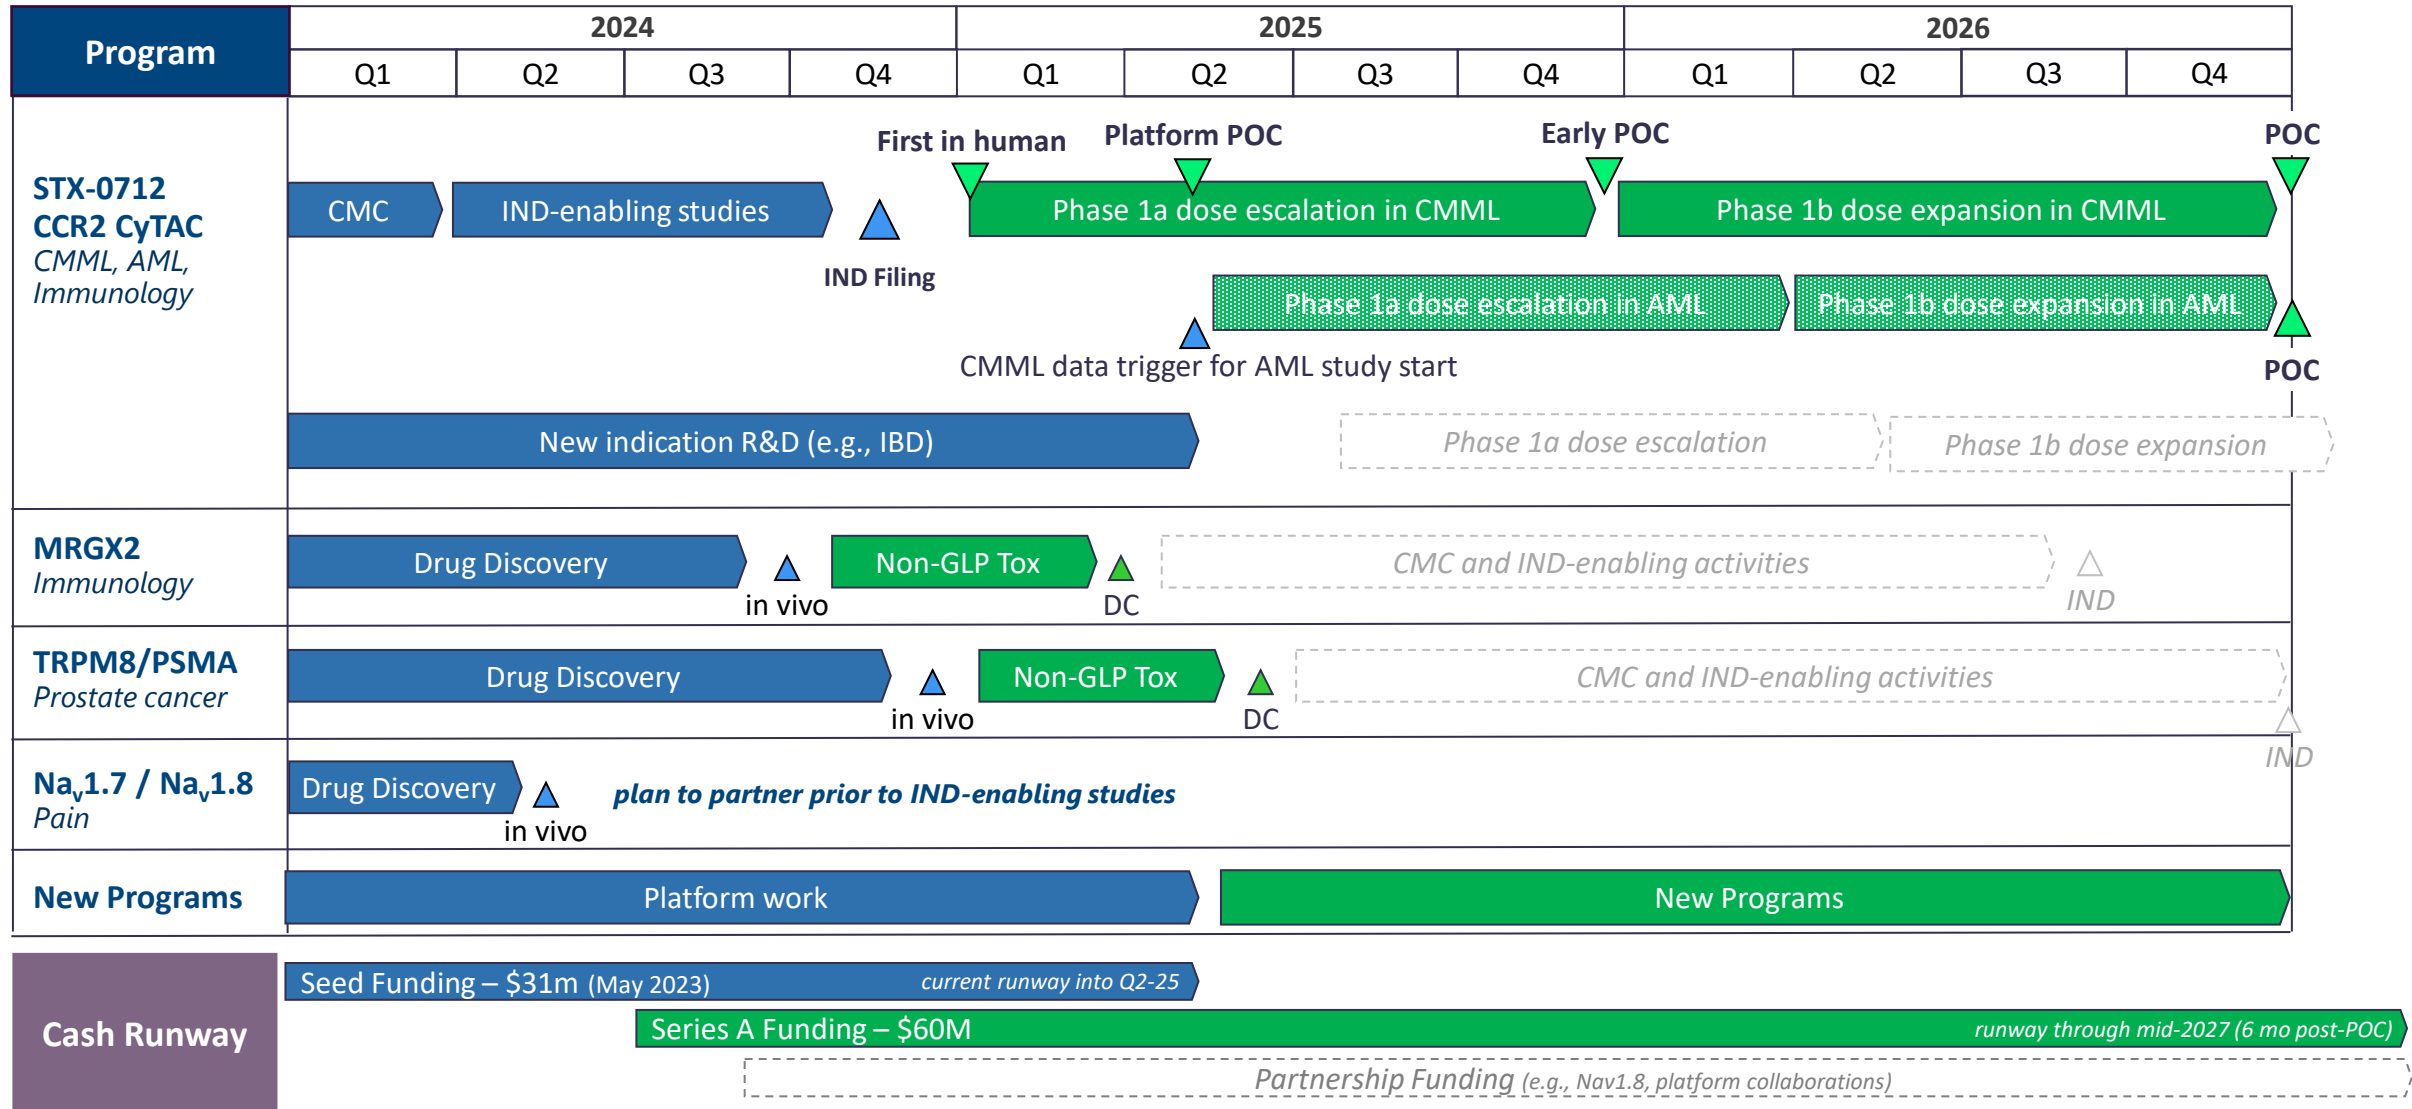 Program
2024
2025
2026
Q1
Q2
Q3
Q4
Q1
Q2
Q3
Q4
Q1
Q2
Q3
Q4
STX-0712
CCR2 CyTAC
CMML, AML,
Immunology
First in human
Platform POC
Early POC
POC
CMC
IND-enabling studies
Phase 1a dose escalation in CMML
Phase 1b dose expansion in CMML
IND Filing
Phase 1a dose escalation in AML
Phase 1b dose expansion in AML
CMML data trigger for AML study start
POC
New indication R&D (e.g., IBD)
Phase 1a dose escalation
Phase 1b dose expansion
MRGX2
Immunology
Drug Discovery
in vivo
Non-GLP Tox
DC
CMC and IND-enabling activities
IND
TRPM8/PSMA
Prostate cancer
Drug Discovery
in vivo
Non-GLP Tox
DC
CMC and IND-enabling activities
IND
Nav1.7 / Nav1.8
Pain
Drug Discovery
in vivo
plan to partner prior to IND-enabling studies
New Programs
Platform work
New Programs
Cash Runway
Seed Funding – $31m (May 2023)
current runway into Q2-25
Series A Funding – $60M
runway through mid-2027 (6 mo post-POC)
Partnership Funding (e.g., Nav1.8, platform collaborations)